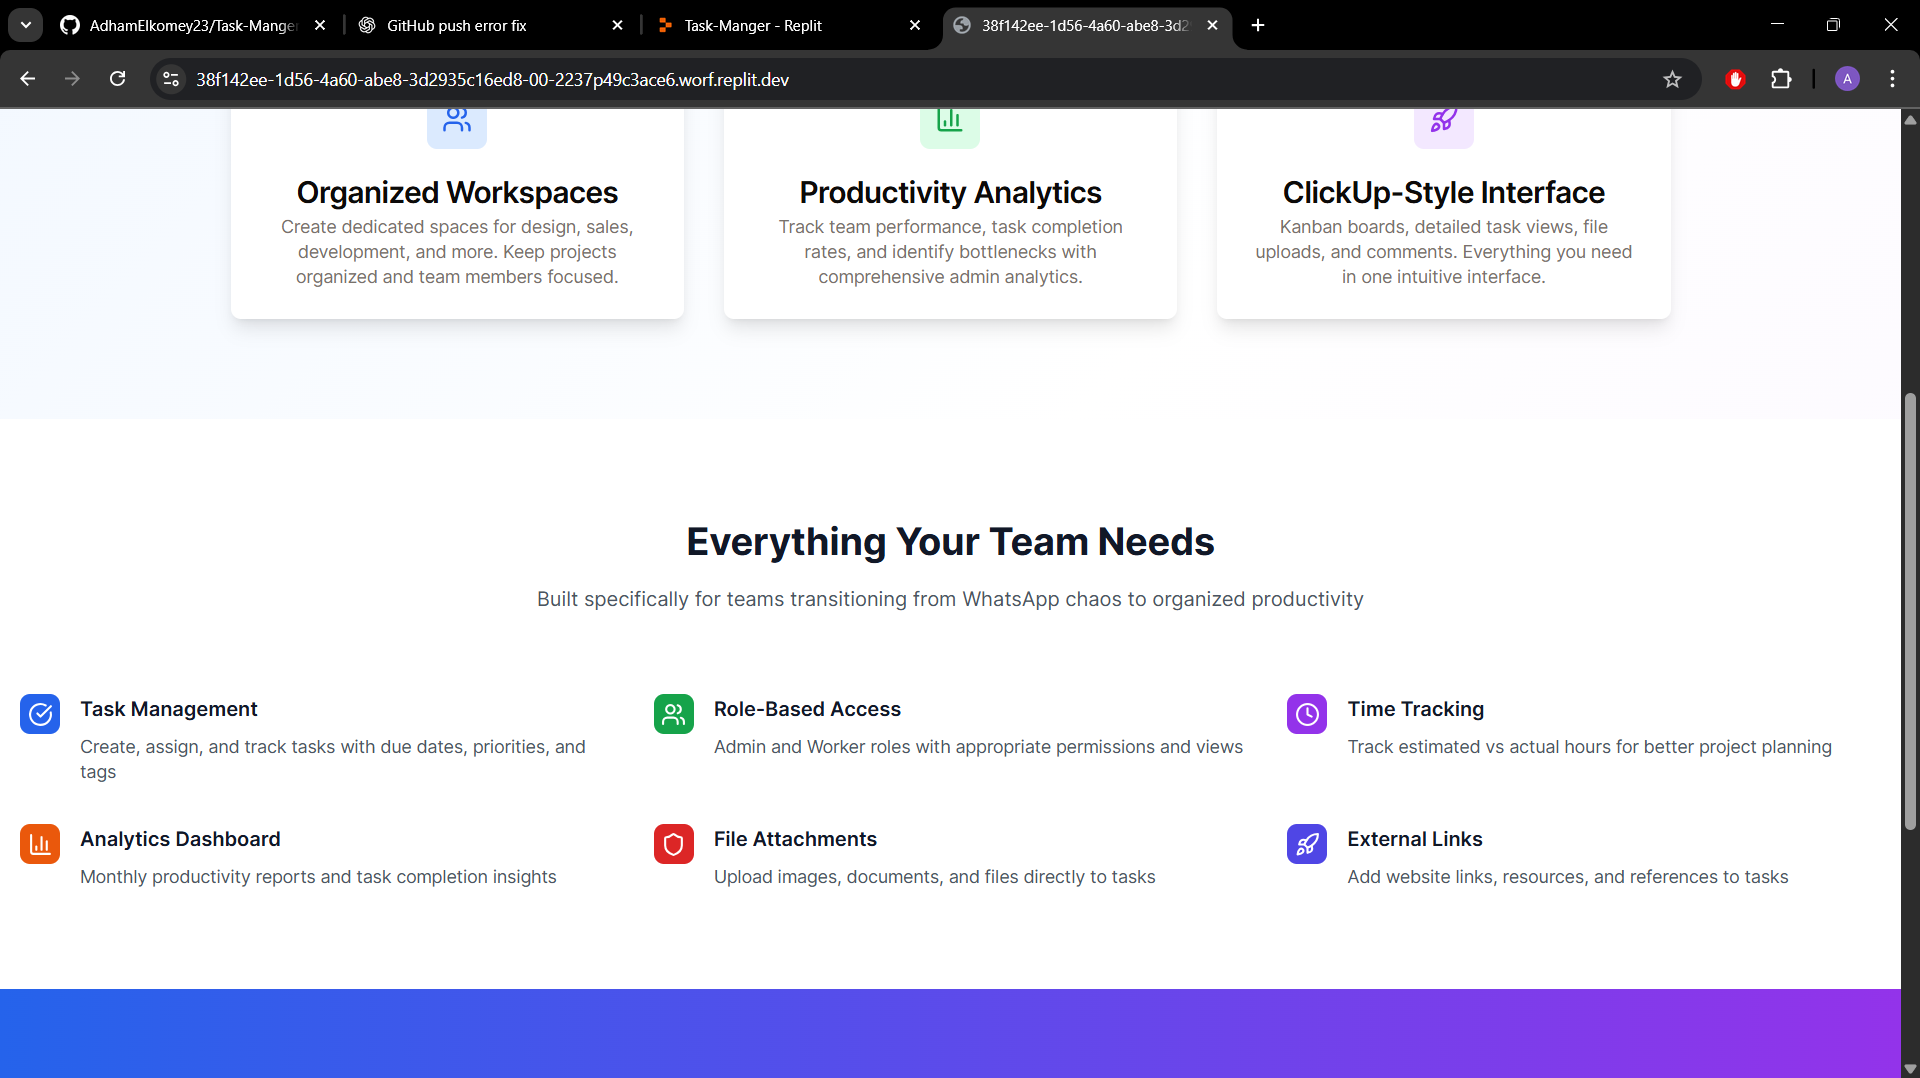 AdhamElkomey23/Task-Manger
GitHub push error fix
Task-Manger - Replit
38f142ee-1d56-4a60-abe8-3d2
38f142ee-1d56-4a60-abe8-3d2935c16ed8-00-2237p49c3ace6.worf.replit.dev
A
Organized Workspaces
Create dedicated spaces for design, sales,
development, and more. Keep projects
organized and team members focused.
Productivity Analytics
Track team performance, task completion
rates, and identify bottlenecks with
comprehensive admin analytics.
ClickUp-Style Interface
Kanban boards, detailed task views, file
uploads, and comments. Everything you need
in one intuitive interface.
Everything Your Team Needs
Built specifically for teams transitioning from WhatsApp chaos to organized productivity
Task Management
Create, assign, and track tasks with due dates, priorities, and
tags
Role-Based Access
Admin and Worker roles with appropriate permissions and views
Time Tracking
Track estimated vs actual hours for better project planning
Analytics Dashboard
Monthly productivity reports and task completion insights
File Attachments
Upload images, documents, and files directly to tasks
External Links
Add website links, resources, and references to tasks